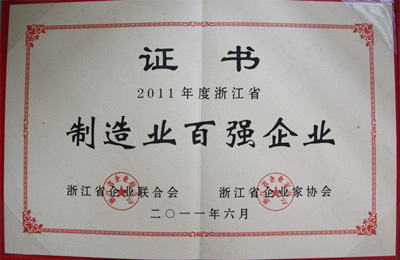 证书
2011年度浙江省
制造业百强企业
浙江省企业联合会 浙江省企业家协会
二〇一一年六月